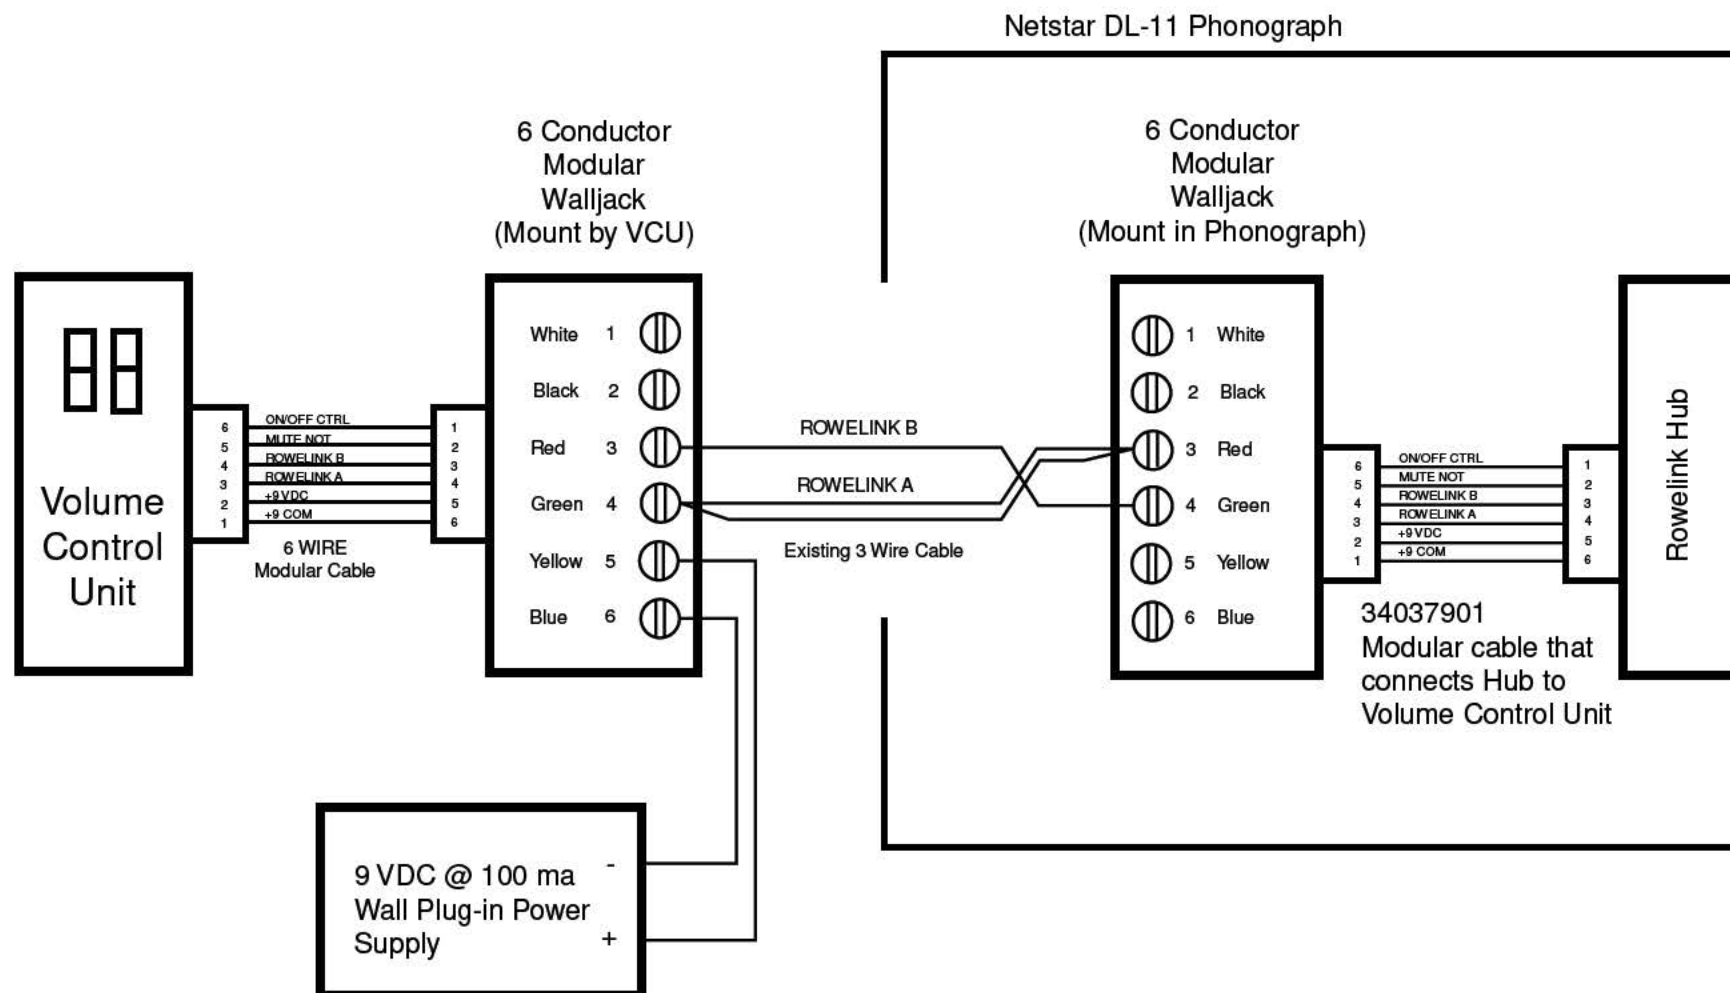 Netstar DL-11 Phonograph
6 Conductor
Modular
Walljack
(Mount by VCU)
6 Conductor
Modular
Walljack
(Mount in Phonograph)
Volume
Control
Unit
6 ON/OFF CTRL 1
5 MUTE NOT 2
4 ROWELINK B 3
3 ROWELINK A 4
2 +9 VDC 5
1 +9 COM 6
6 WIRE
Modular Cable
White 1
Black 2
Red 3
Green 4
Yellow 5
Blue 6
ROWELINK B
ROWELINK A
Existing 3 Wire Cable
1 White
2 Black
3 Red
4 Green
5 Yellow
6 Blue
6 ON/OFF CTRL 1
5 MUTE NOT 2
4 ROWELINK B 3
3 ROWELINK A 4
2 +9 VDC 5
1 +9 COM 6
34037901
Modular cable that
connects Hub to
Volume Control Unit
Rowelink Hub
9 VDC @ 100 ma -
Wall Plug-in Power
Supply +